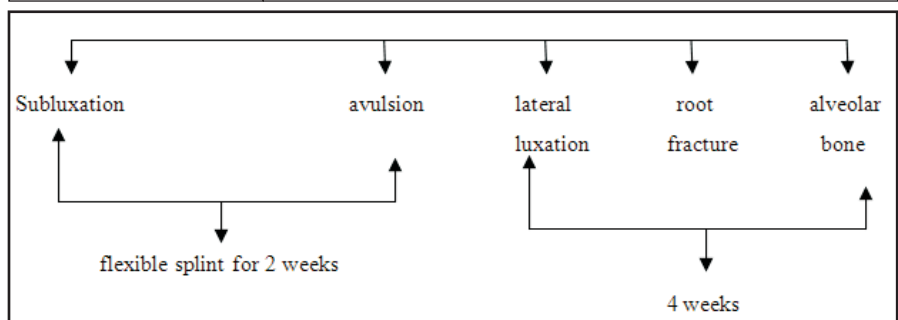 Subluxation avulsion lateral root alveolar
luxation fracture bone
flexible splint for 2 weeks
4 weeks